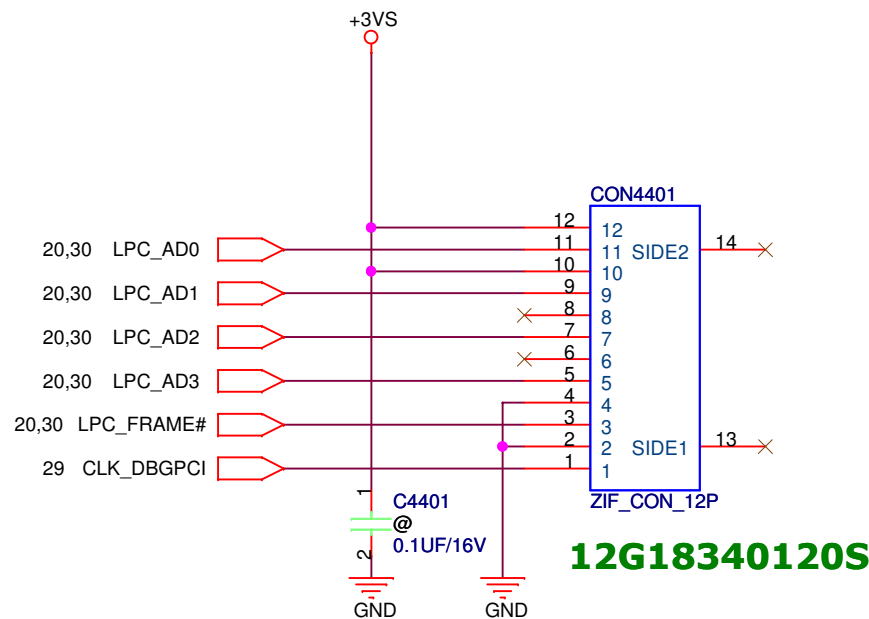 +3VS
CON4401
12 12
20,30 LPC_AD0 11 11 SIDE2 14
10 10
20,30 LPC_AD1 9 9
8 8
20,30 LPC_AD2 7 7
6 6
20,30 LPC_AD3 5 5
4 4
20,30 LPC_FRAME# 3 3
2 2 SIDE1 13
29 CLK_DBGPCI 1 1
1 C4401 ZIF_CON_12P
@
2 0.1UF/16V
12G18340120S
GND GND